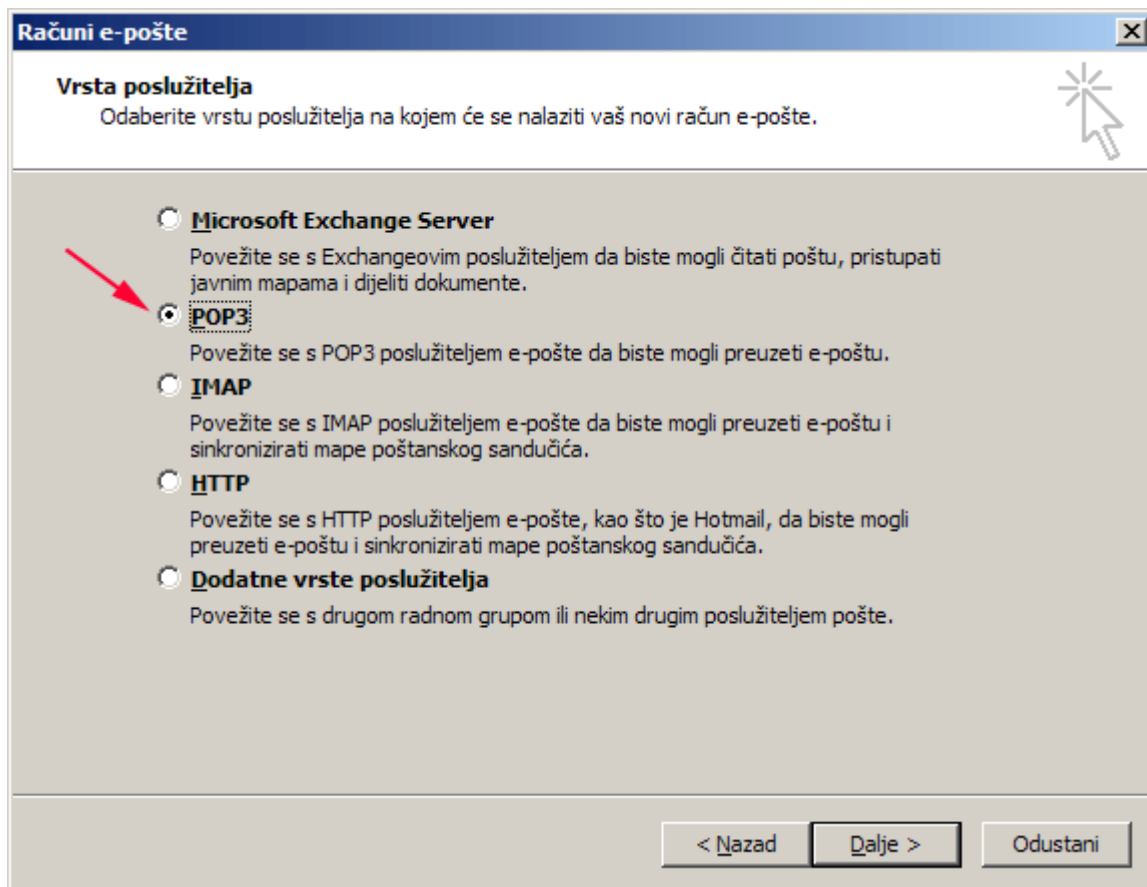 Računi e-pošte
Vrsta poslužitelja
Odaberite vrstu poslužitelja na kojem će se nalaziti vaš novi račun e-pošte.
Microsoft Exchange Server
Povežite se s Exchangeovim poslužiteljem da biste mogli čitati poštu, pristupati
javnim mapama i dijeliti dokumente.
POP3
Povežite se s POP3 poslužiteljem e-pošte da biste mogli preuzeti e-poštu.
IMAP
Povežite se s IMAP poslužiteljem e-pošte da biste mogli preuzeti e-poštu i
sinkronizirati mape poštanskog sandučića.
HTTP
Povežite se s HTTP poslužiteljem e-pošte, kao što je Hotmail, da biste mogli
preuzeti e-poštu i sinkronizirati mape poštanskog sandučića.
Dodatne vrste poslužitelja
Povežite se s drugom radnom grupom ili nekim drugim poslužiteljem pošte.
< Nazad Dalje > Odustani